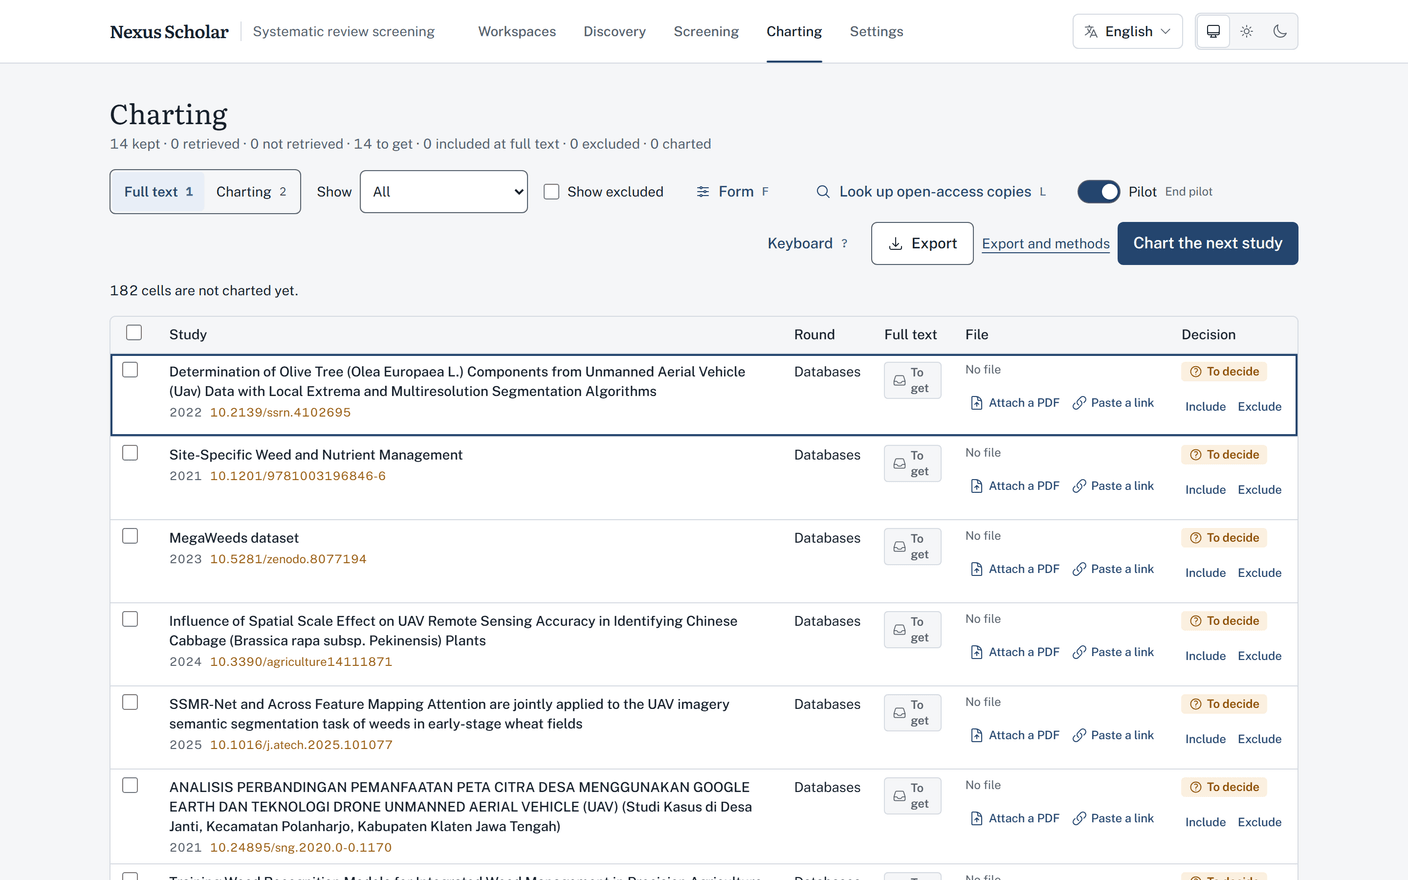 Nexus Scholar
Systematic review screening
Workspaces
Discovery
Screening
Charting
Settings
English
Charting
14 kept · 0 retrieved · 0 not retrieved · 14 to get · 0 included at full text · 0 excluded · 0 charted
Full text 1
Charting 2
Show
All
Show excluded
Form F
Look up open-access copies L
Pilot
End pilot
Keyboard ?
Export
Export and methods
Chart the next study
182 cells are not charted yet.
Study
Round
Full text
File
Decision
Determination of Olive Tree (Olea Europaea L.) Components from Unmanned Aerial Vehicle
(Uav) Data with Local Extrema and Multiresolution Segmentation Algorithms
2022 10.2139/ssrn.4102695
Databases
To
get
No file
Attach a PDF
Paste a link
To decide
Include
Exclude
Site-Specific Weed and Nutrient Management
2021 10.1201/9781003196846-6
Databases
To
get
No file
Attach a PDF
Paste a link
To decide
Include
Exclude
MegaWeeds dataset
2023 10.5281/zenodo.8077194
Databases
To
get
No file
Attach a PDF
Paste a link
To decide
Include
Exclude
Influence of Spatial Scale Effect on UAV Remote Sensing Accuracy in Identifying Chinese
Cabbage (Brassica rapa subsp. Pekinensis) Plants
2024 10.3390/agriculture14111871
Databases
To
get
No file
Attach a PDF
Paste a link
To decide
Include
Exclude
SSMR-Net and Across Feature Mapping Attention are jointly applied to the UAV imagery
semantic segmentation task of weeds in early-stage wheat fields
2025 10.1016/j.atech.2025.101077
Databases
To
get
No file
Attach a PDF
Paste a link
To decide
Include
Exclude
ANALISIS PERBANDINGAN PEMANFAATAN PETA CITRA DESA MENGGUNAKAN GOOGLE
EARTH DAN TEKNOLOGI DRONE UNMANNED AERIAL VEHICLE (UAV) (Studi Kasus di Desa
Janti, Kecamatan Polanharjo, Kabupaten Klaten Jawa Tengah)
2021 10.24895/sng.2020.0-0.1170
Databases
To
get
No file
Attach a PDF
Paste a link
To decide
Include
Exclude